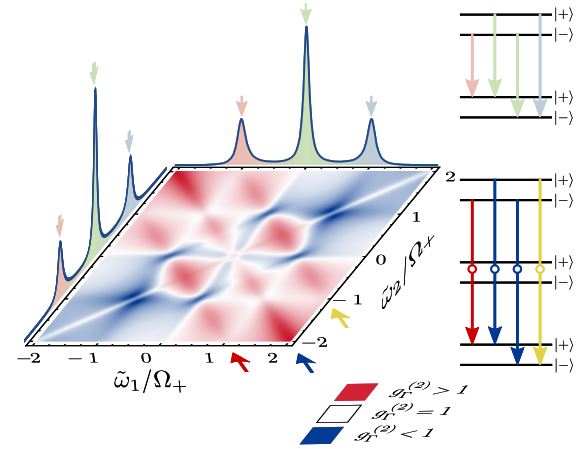 |+⟩
|−⟩
|+⟩
|−⟩
2
1
0
−1
−2
ω̃₂/Ω₊
|+⟩
|−⟩
|+⟩
|−⟩
|+⟩
|−⟩
−2 −1 0 1 2
ω̃₁/Ω₊
g_Γ^(2) > 1
g_Γ^(2) = 1
g_Γ^(2) < 1